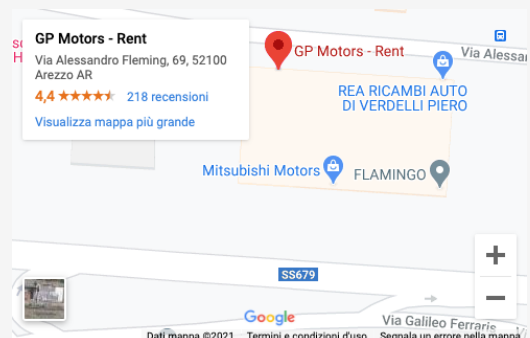 GP Motors - Rent
Via Alessandro Fleming, 69, 52100
Arezzo AR
4,4
218 recensioni
Visualizza mappa più grande
GP Motors - Rent
Via Alessar
REA RICAMBI AUTO
DI VERDELLI PIERO
Mitsubishi Motors
FLAMINGO
SS679
Google
Via Galileo Ferraris
Dati mappa ©2021 Termini e condizioni d'uso Segnala un errore nella mappa